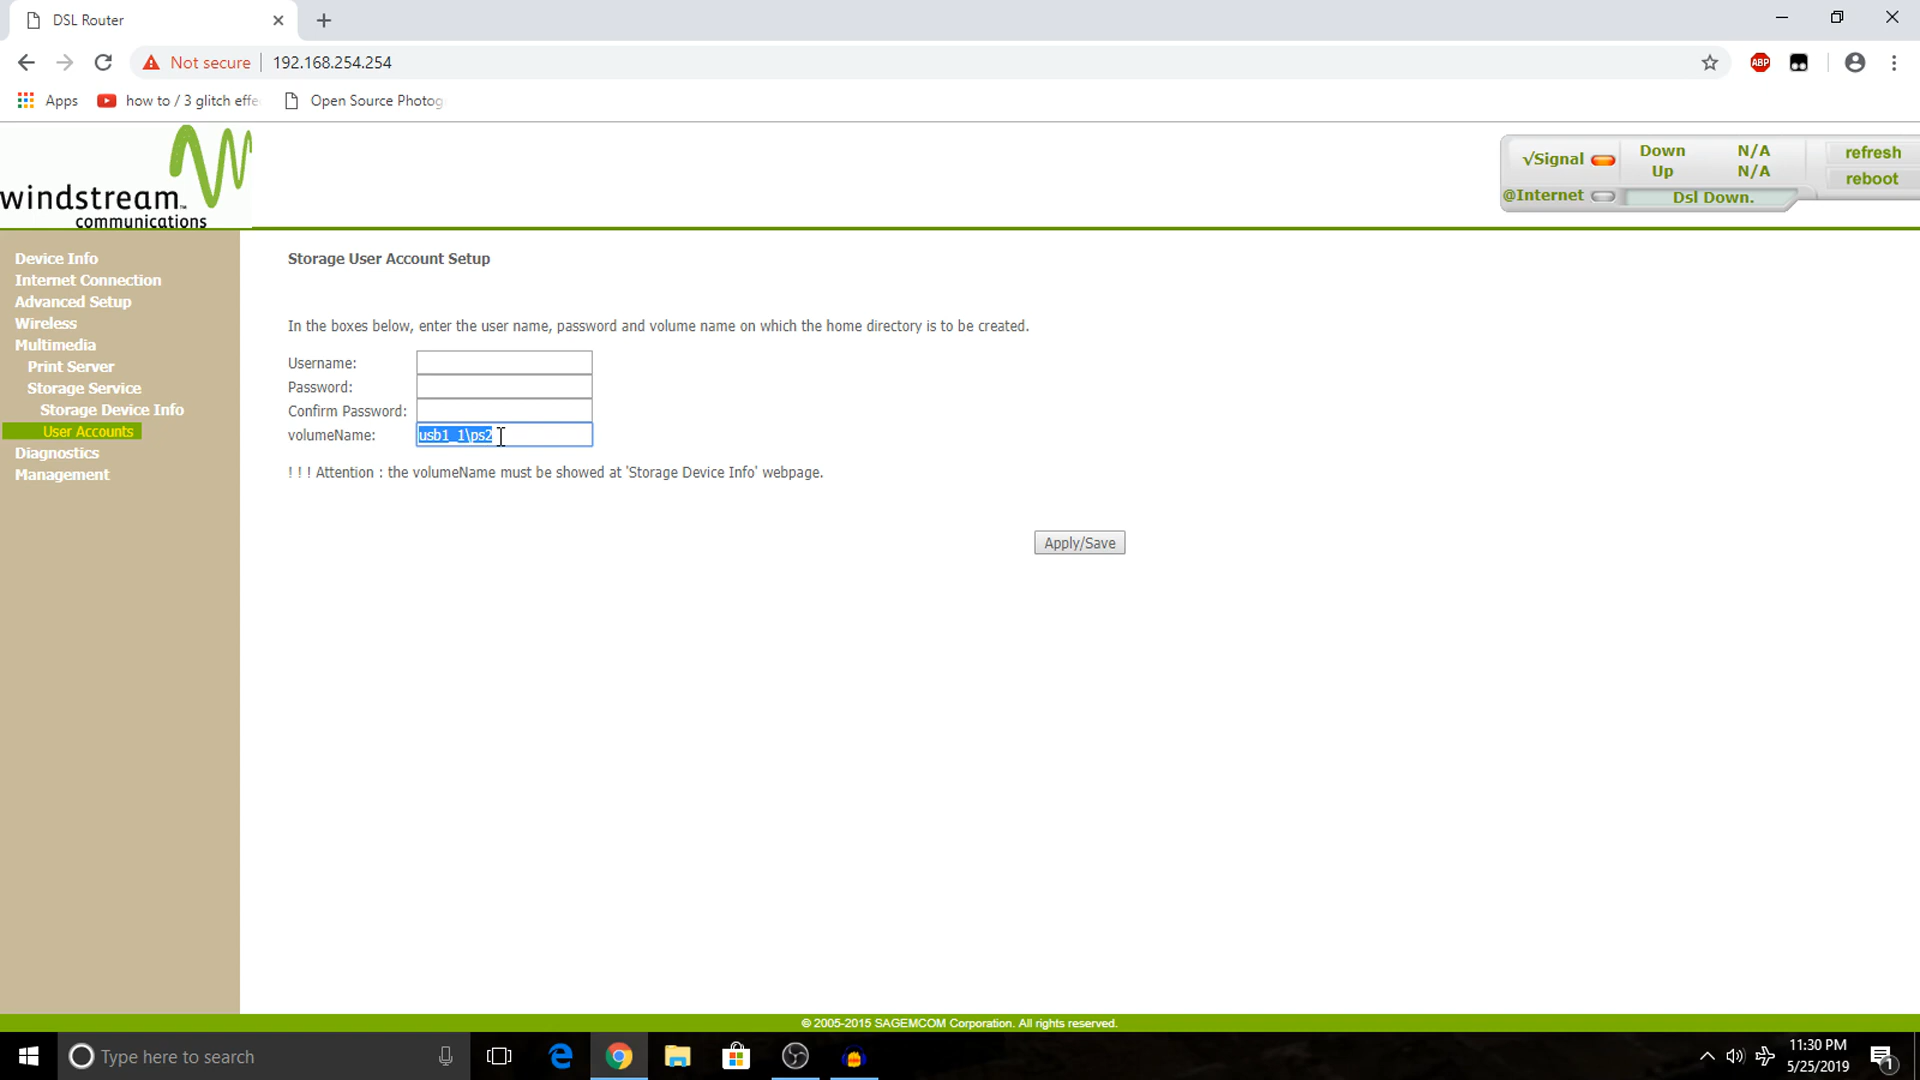 DSL Router
Not secure
192.168.254.254
ABP
Apps
how to / 3 glitch effe
Open Source Photog
windstream™
communications
√Signal
Down N/A
Up N/A
@Internet
Dsl Down.
refresh
reboot
Device Info
Internet Connection
Advanced Setup
Wireless
Multimedia
Print Server
Storage Service
Storage Device Info
User Accounts
Diagnostics
Management
Storage User Account Setup
In the boxes below, enter the user name, password and volume name on which the home directory is to be created.
Username:
Password:
Confirm Password:
volumeName: usb1_1\ps2
! ! ! Attention : the volumeName must be showed at 'Storage Device Info' webpage.
Apply/Save
© 2005-2015 SAGEMCOM Corporation. All rights reserved.
Type here to search
11:30 PM
5/25/2019
1